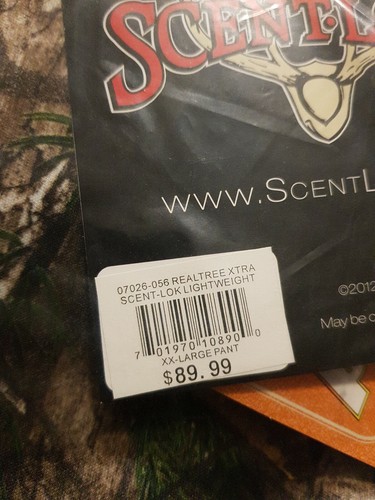 SCENT-L
www.SCENTL
©2012
May be c
07026-056 REALTREE XTRA
SCENT-LOK LIGHTWEIGHT
7 01970 10890 0
XX-LARGE PANT
$89.99